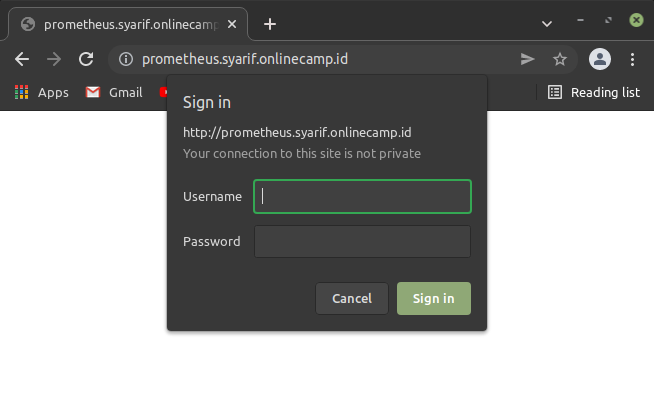 prometheus.syarif.onlinecamp
prometheus.syarif.onlinecamp.id
Apps Gmail Reading list
Sign in
http://prometheus.syarif.onlinecamp.id
Your connection to this site is not private
Username
Password
Cancel Sign in